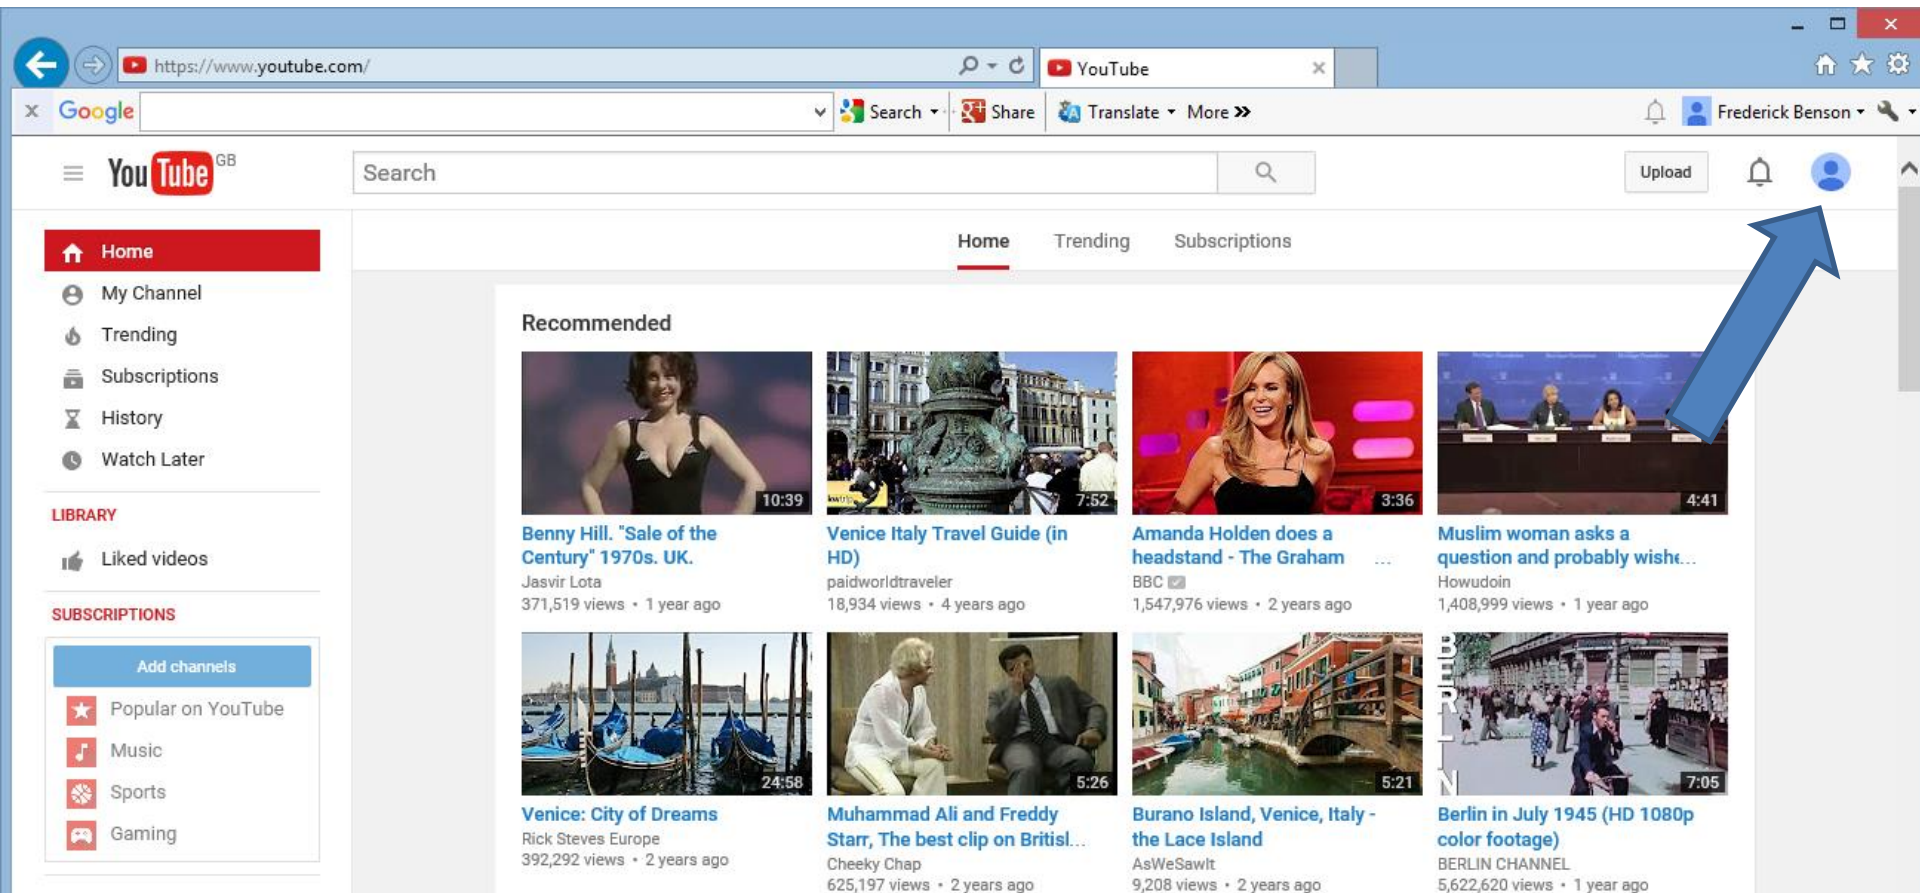 https://www.youtube.com/
YouTube
Google
Search
Share
Translate
More »
Frederick Benson
YouTube GB
Search
Upload
Home
Trending
Subscriptions
Home
My Channel
Trending
Subscriptions
History
Watch Later
LIBRARY
Liked videos
SUBSCRIPTIONS
Add channels
Popular on YouTube
Music
Sports
Gaming
Recommended
10:39
Benny Hill. "Sale of the
Century" 1970s. UK.
Jasvir Lota
371,519 views • 1 year ago
7:52
Venice Italy Travel Guide (in
HD)
paidworldtraveler
18,934 views • 4 years ago
3:36
Amanda Holden does a
headstand - The Graham ...
BBC
1,547,976 views • 2 years ago
4:41
Muslim woman asks a
question and probably wishe...
Howudoin
1,408,999 views • 1 year ago
24:58
Venice: City of Dreams
Rick Steves Europe
392,292 views • 2 years ago
5:26
Muhammad Ali and Freddy
Starr, The best clip on Britisl...
Cheeky Chap
625,197 views • 2 years ago
5:21
Burano Island, Venice, Italy -
the Lace Island
AsWeSawIt
9,208 views • 2 years ago
BERLIN
7:05
Berlin in July 1945 (HD 1080p
color footage)
BERLIN CHANNEL
5,622,620 views • 1 year ago